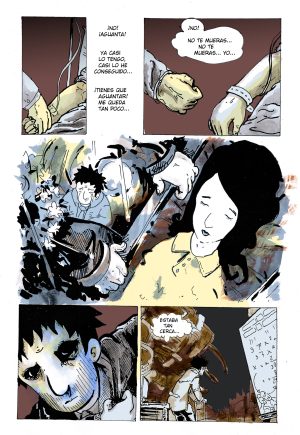 ¡NO!
¡AGUANTA!
YA CASI
LO TENGO,
CASI LO HE
CONSEGUIDO...
¡TIENES QUE
AGUANTAR!
ME QUEDA
TAN POCO...
¡NO!
NO TE MUERAS...
NO TE
MUERAS... YO...
ESTABA
TAN
CERCA...